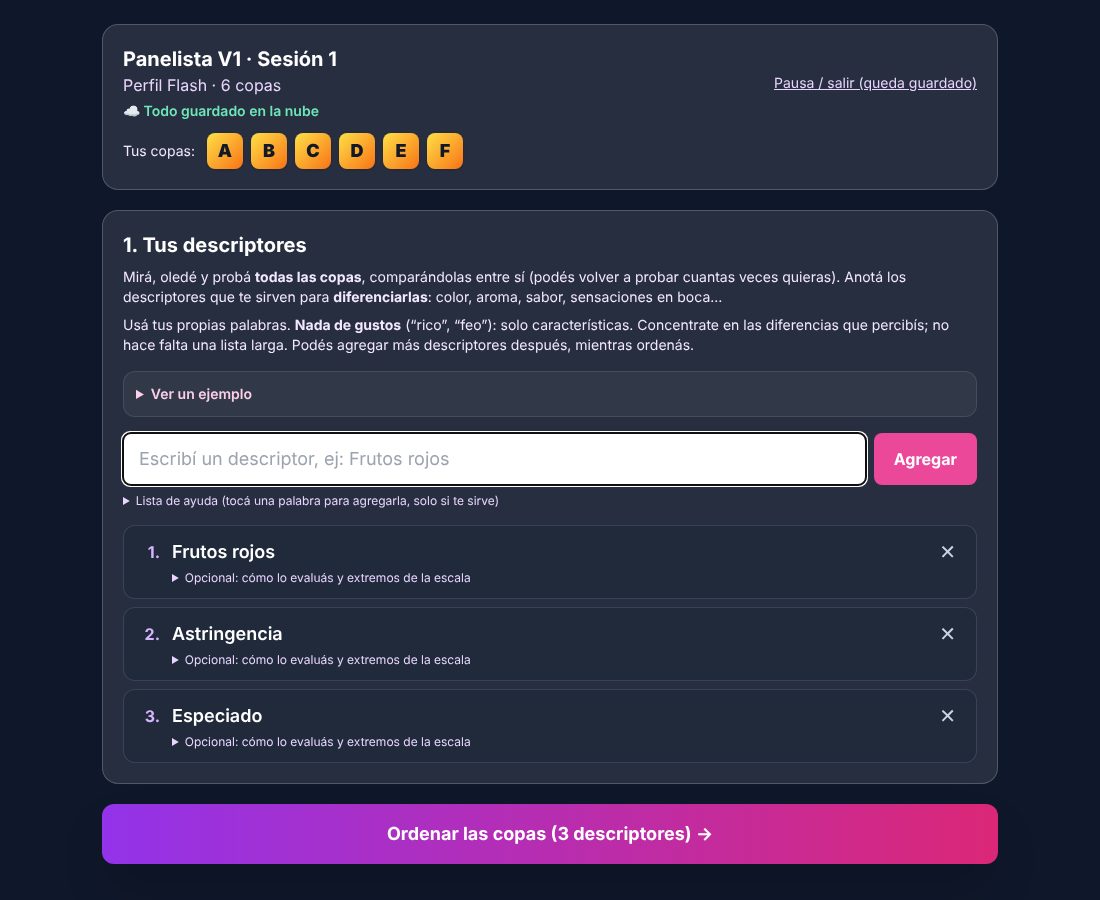 Panelista V1 · Sesión 1
Perfil Flash · 6 copas
Pausa / salir (queda guardado)
☁️ Todo guardado en la nube
Tus copas: A B C D E F
1. Tus descriptores
Mirá, oledé y probá todas las copas, comparándolas entre sí (podés volver a probar cuantas veces quieras). Anotá los
descriptores que te sirven para diferenciarlas: color, aroma, sabor, sensaciones en boca…
Usá tus propias palabras. Nada de gustos (“rico”, “feo”): solo características. Concentrate en las diferencias que percibís; no
hace falta una lista larga. Podés agregar más descriptores después, mientras ordenás.
▶ Ver un ejemplo
Escribí un descriptor, ej: Frutos rojos
Agregar
▶ Lista de ayuda (tocá una palabra para agregarla, solo si te sirve)
1. Frutos rojos ✕
▶ Opcional: cómo lo evaluás y extremos de la escala
2. Astringencia ✕
▶ Opcional: cómo lo evaluás y extremos de la escala
3. Especiado ✕
▶ Opcional: cómo lo evaluás y extremos de la escala
Ordenar las copas (3 descriptores) →